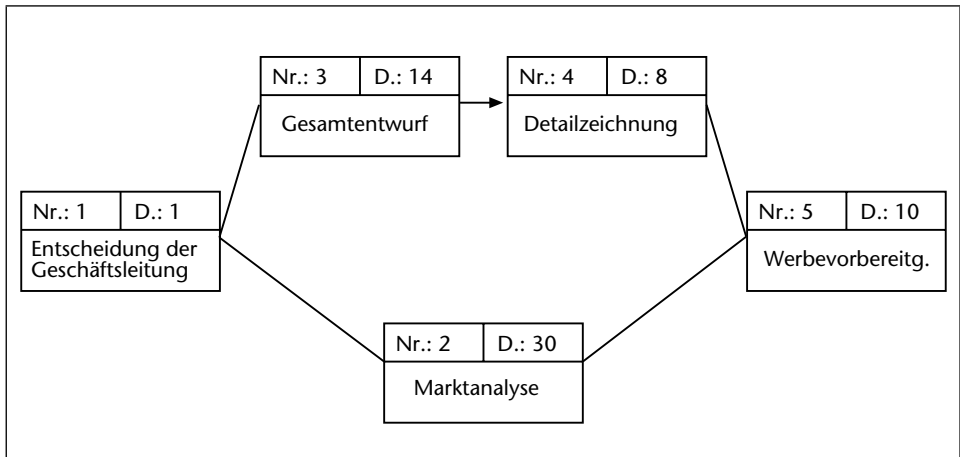 Nr.: 3 D.: 14
Gesamtentwurf
Nr.: 4 D.: 8
Detailzeichnung
Nr.: 1 D.: 1
Entscheidung der
Geschäftsleitung
Nr.: 5 D.: 10
Werbevorbereitg.
Nr.: 2 D.: 30
Marktanalyse